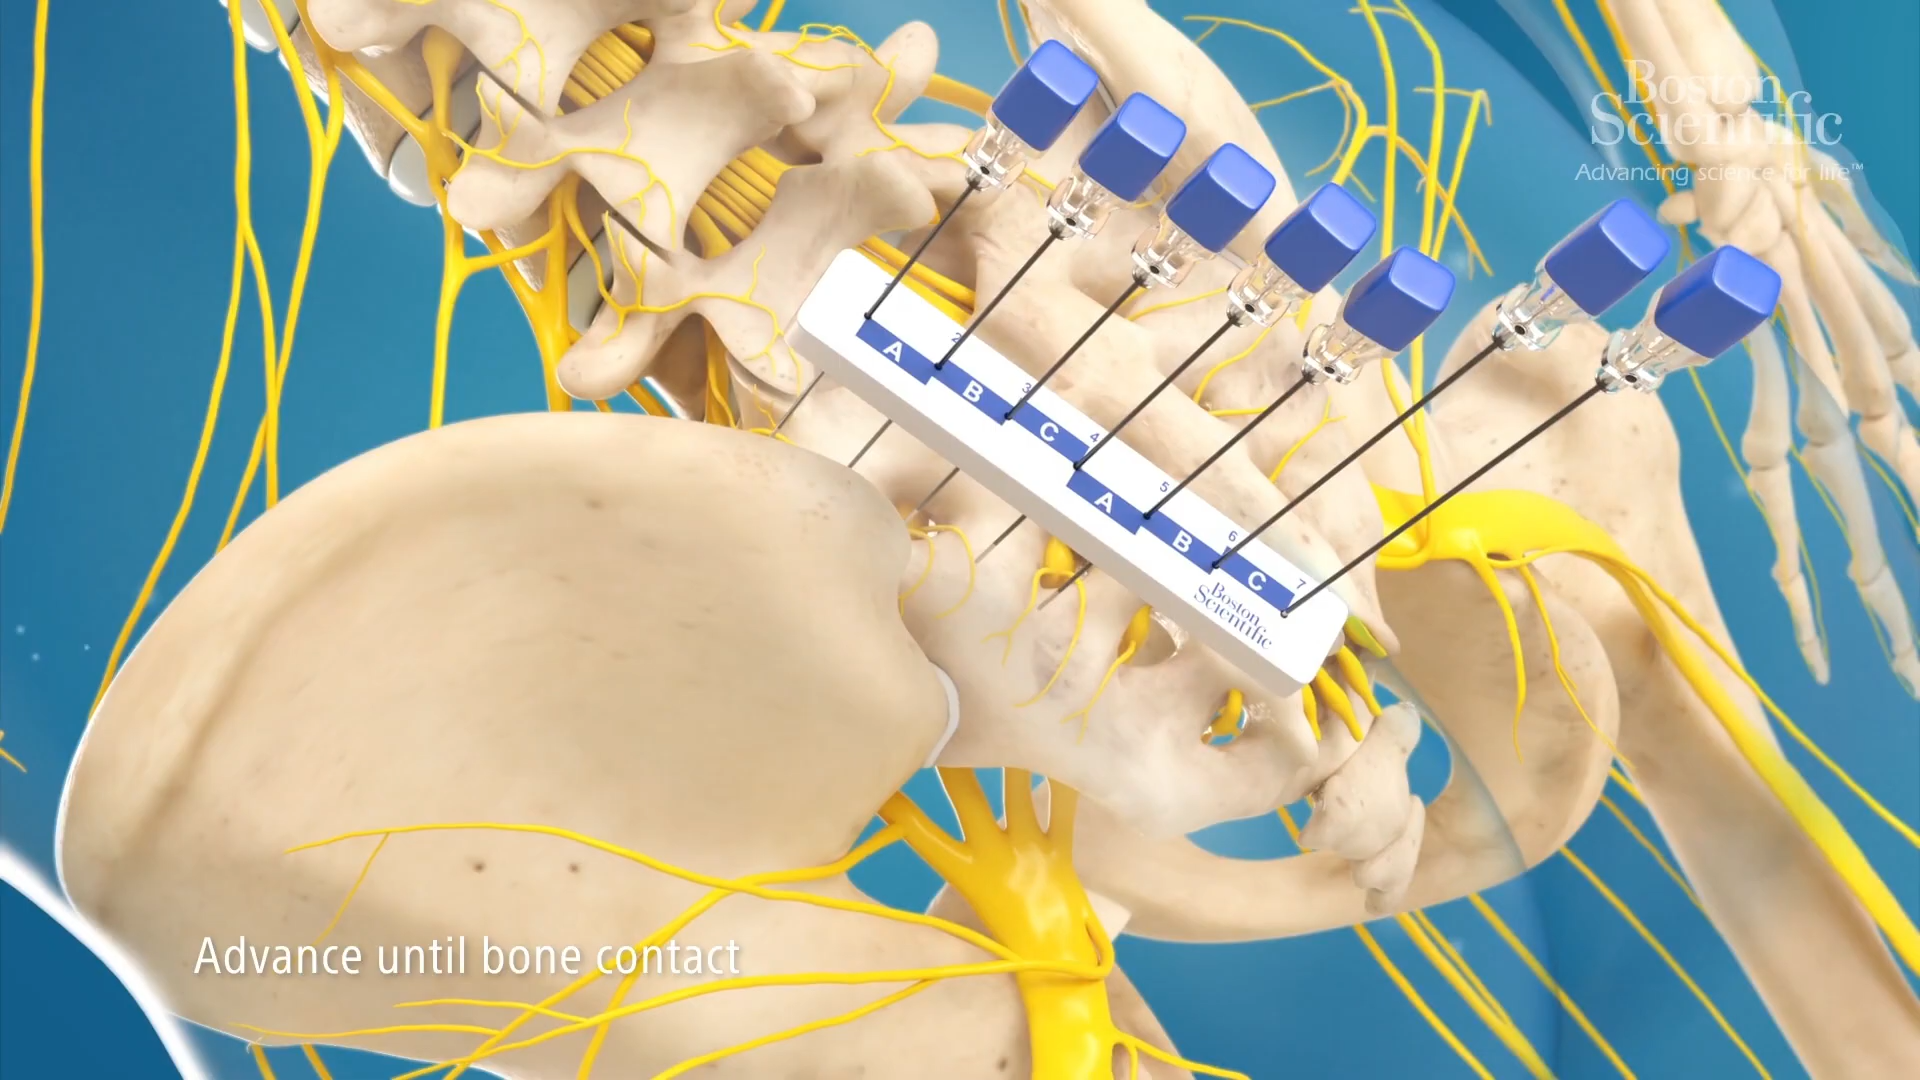 Boston
Scientific
Advancing science for life™
1
2
A
3
B
4
C
5
A
6
B
7
C
Boston
Scientific
Advance until bone contact